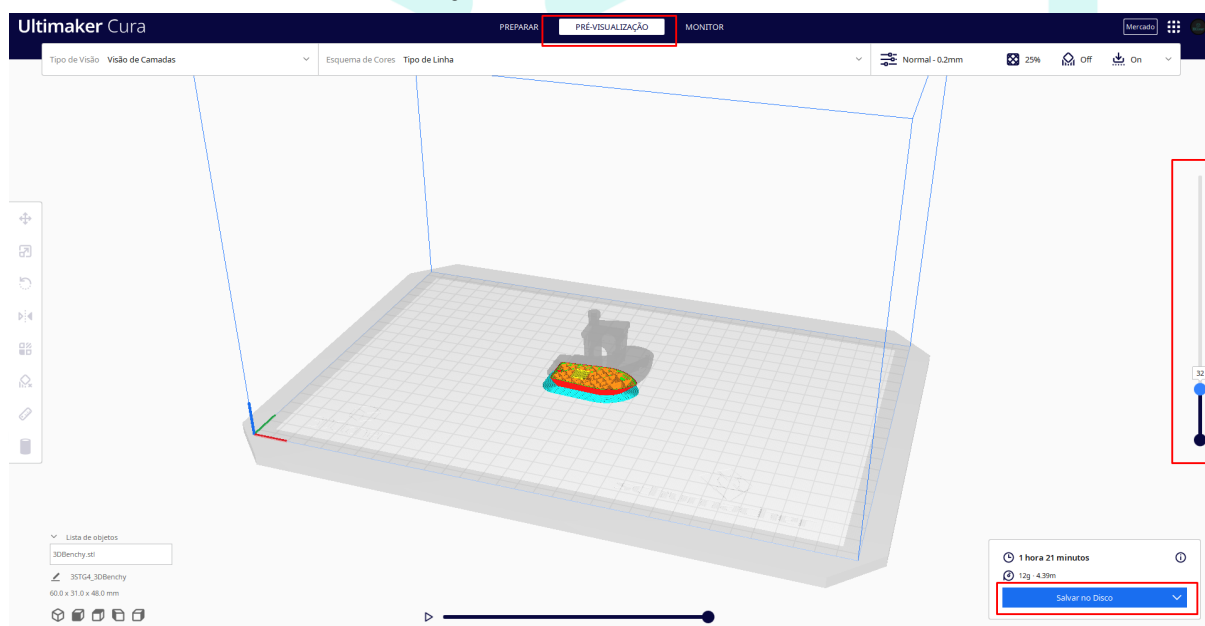 Ultimaker Cura
PREPARAR
PRÉ-VISUALIZAÇÃO
MONITOR
Mercado
Tipo de Visão Visão de Camadas
Esquema de Cores Tipo de Linha
Normal - 0.2mm
25%
Off
On
32
Lista de objetos
3DBenchy.stl
3STG4_3DBenchy
60.0 x 31.0 x 48.0 mm
1 hora 21 minutos
12g · 4.39m
Salvar no Disco